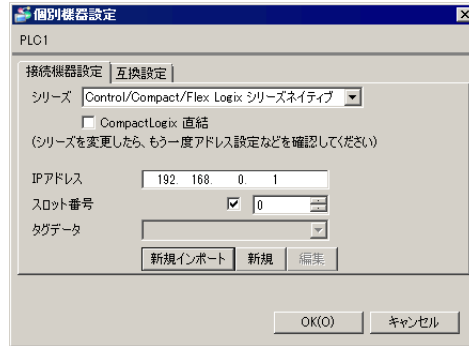 個別機器設定
PLC1
接続機器設定 互換設定
シリーズ Control/Compact/Flex Logix シリーズネイティブ
CompactLogix 直結
(シリーズを変更したら、もう一度アドレス設定などを確認してください)
IPアドレス 192. 168. 0. 1
スロット番号 0
タグデータ
新規インポート 新規 編集
OK(O) キャンセル